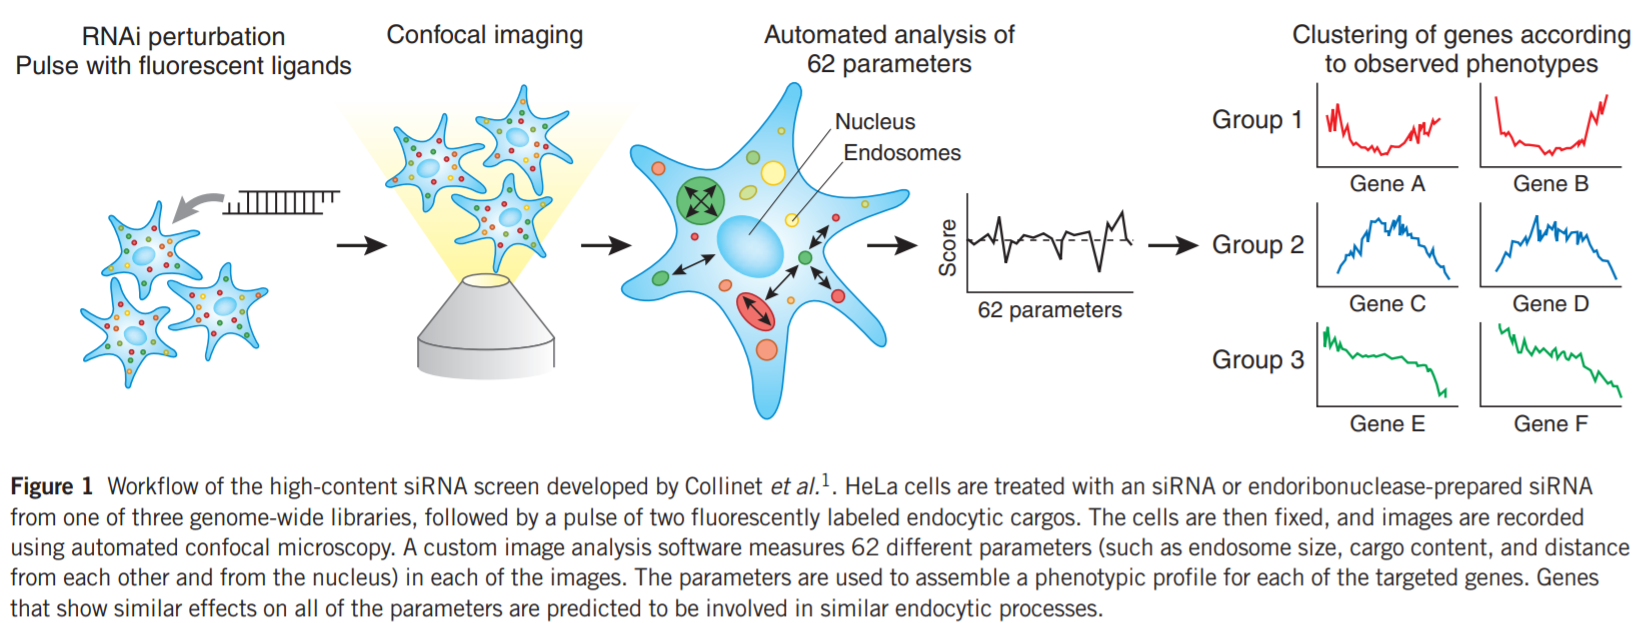 RNAi perturbation
Pulse with fluorescent ligands
Confocal imaging
Automated analysis of
62 parameters
Nucleus
Endosomes
Score
62 parameters
Clustering of genes according
to observed phenotypes
Group 1
Gene A
Gene B
Group 2
Gene C
Gene D
Group 3
Gene E
Gene F
Figure 1 Workflow of the high-content siRNA screen developed by Collinet et al.1. HeLa cells are treated with an siRNA or endoribonuclease-prepared siRNA
from one of three genome-wide libraries, followed by a pulse of two fluorescently labeled endocytic cargos. The cells are then fixed, and images are recorded
using automated confocal microscopy. A custom image analysis software measures 62 different parameters (such as endosome size, cargo content, and distance
from each other and from the nucleus) in each of the images. The parameters are used to assemble a phenotypic profile for each of the targeted genes. Genes
that show similar effects on all of the parameters are predicted to be involved in similar endocytic processes.